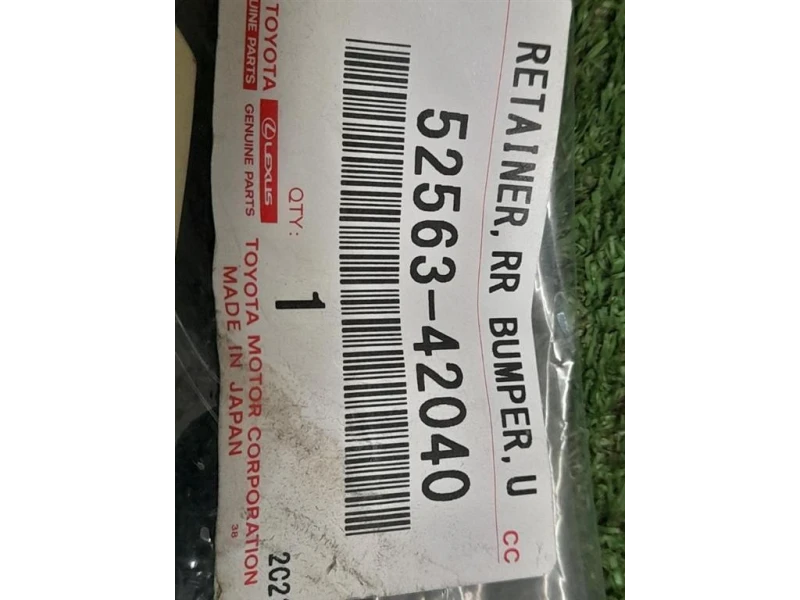 RETAINER, RR BUMPER, U
CC
52563-42040
QTY:
1
TOYOTA
GENUINE PARTS
LEXUS
GENUINE PARTS
TOYOTA MOTOR CORPORATION
MADE IN JAPAN
38